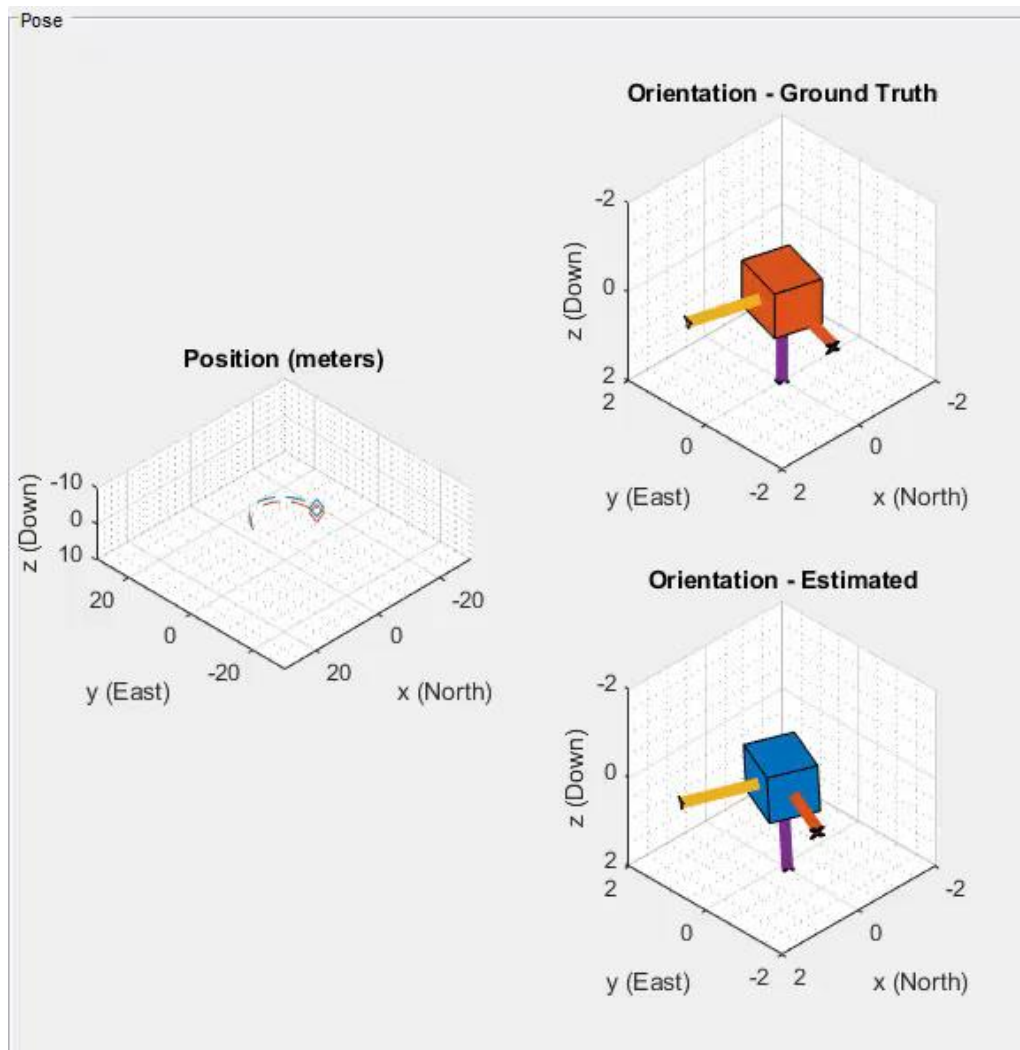 Pose
Orientation - Ground Truth
-2
0
2
z (Down)
2
0
-2
y (East)
2
0
-2
x (North)
Position (meters)
-10
0
10
z (Down)
20
0
-20
y (East)
20
0
-20
x (North)
Orientation - Estimated
-2
0
2
z (Down)
2
0
-2
y (East)
2
0
-2
x (North)